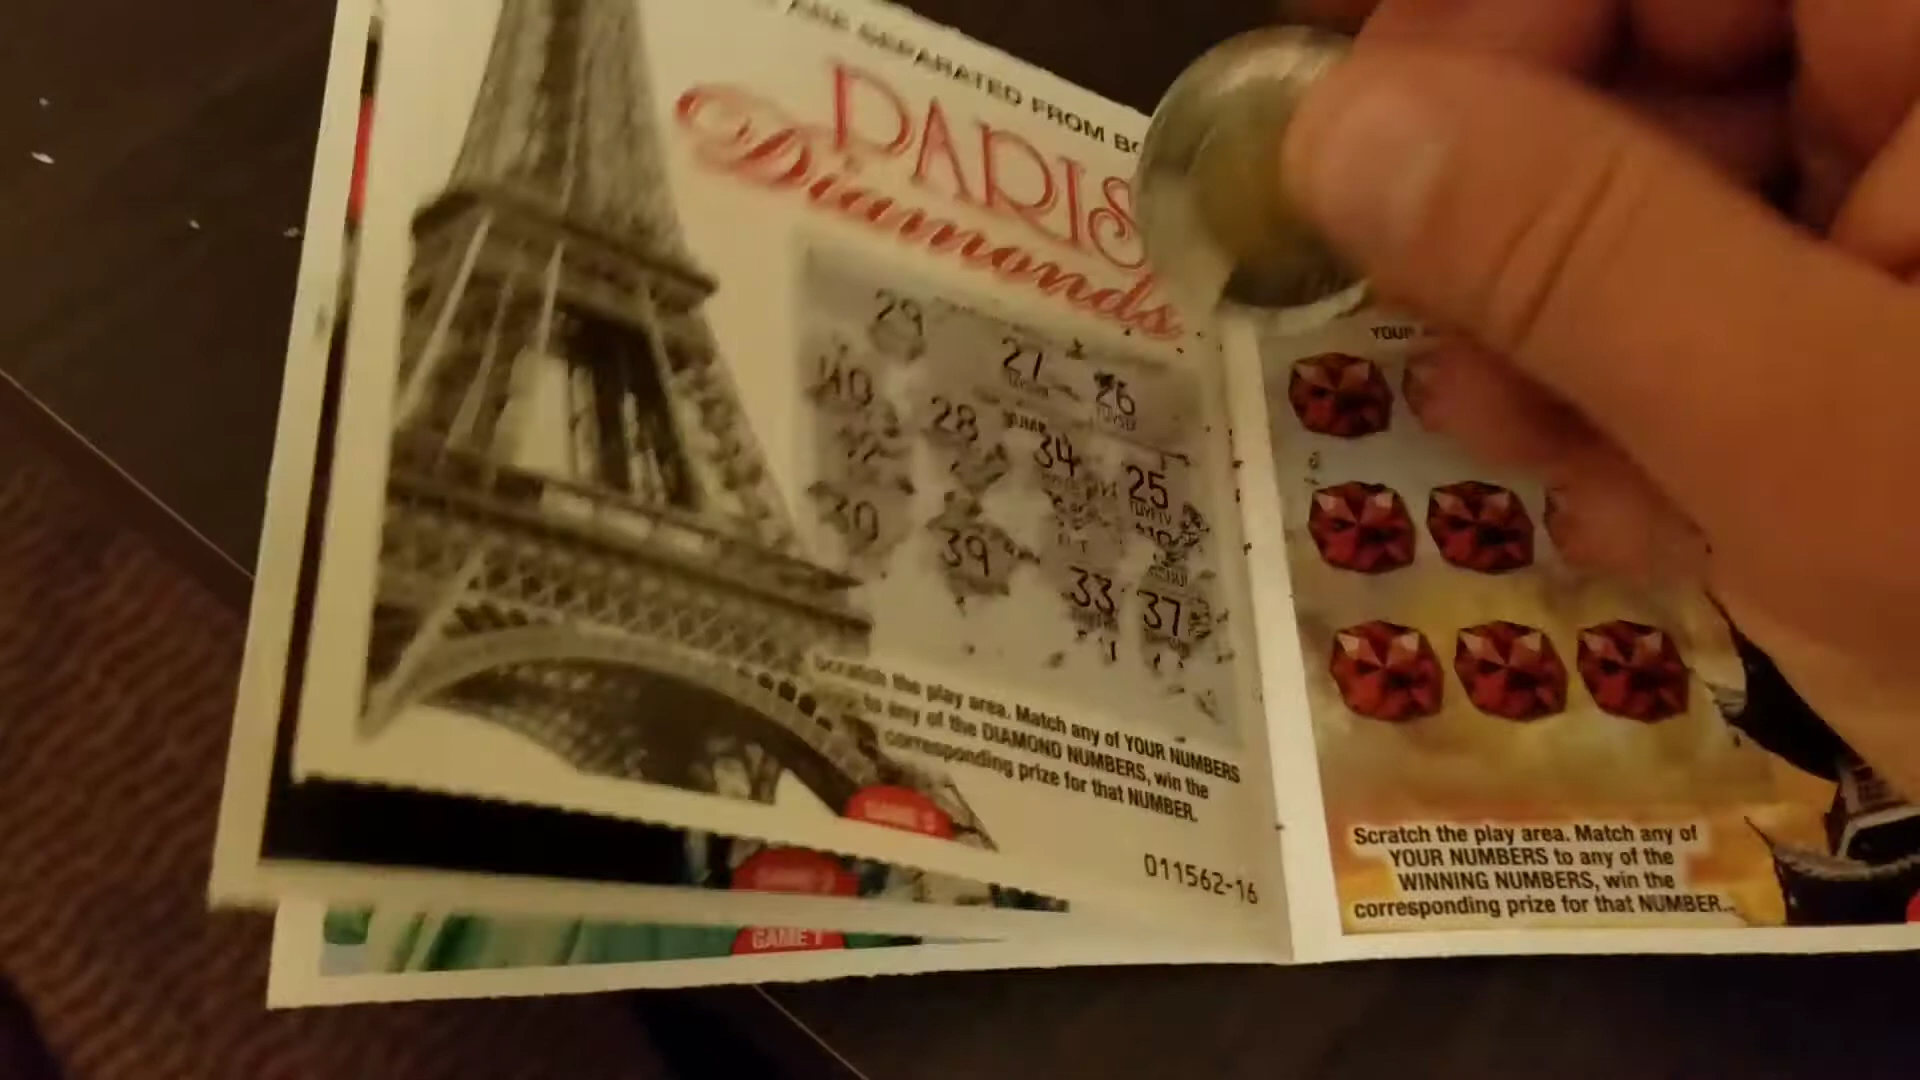 ARE SEPARATED FROM BO
PARIS
Diamonds
29 27 26
40 28 34 25
30 39 33 37
Scratch the play area. Match any of YOUR NUMBERS
to any of the DIAMOND NUMBERS, win the
corresponding prize for that NUMBER.
011562-16
GAME 1
YOUR
Scratch the play area. Match any of
YOUR NUMBERS to any of the
WINNING NUMBERS, win the
corresponding prize for that NUMBER.